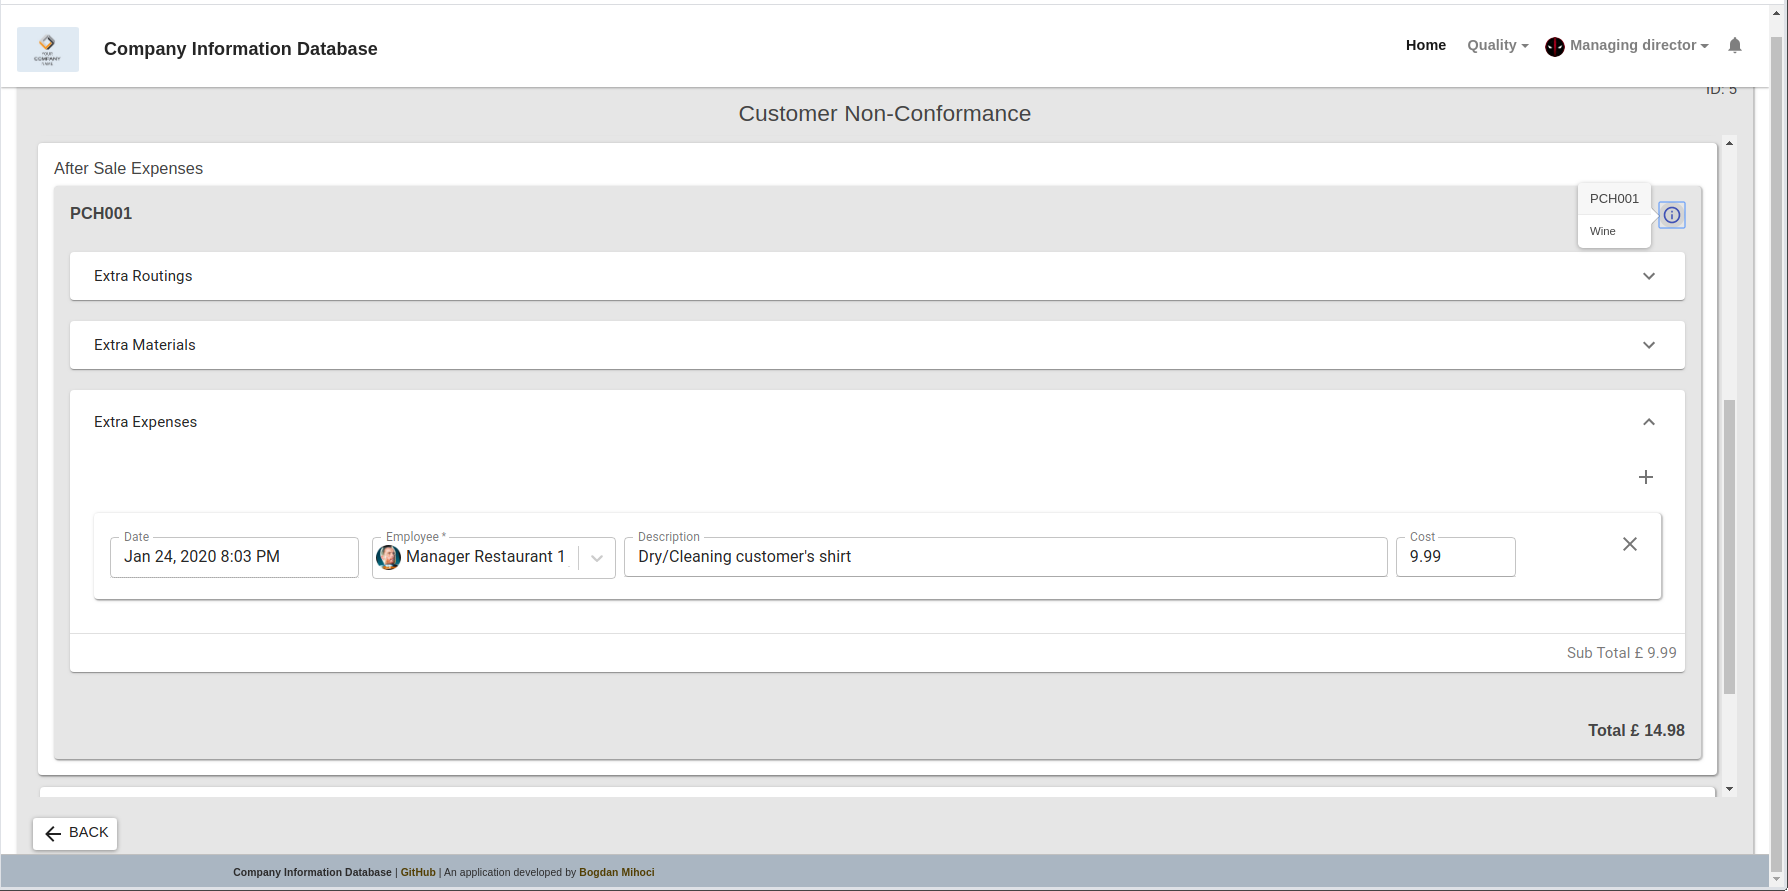 YOUR
COMPANY
Company Information Database
Home Quality Managing director
ID: 5
Customer Non-Conformance
After Sale Expenses
PCH001
PCH001
Wine
Extra Routings
Extra Materials
Extra Expenses
Date
Jan 24, 2020 8:03 PM
Employee *
Manager Restaurant 1
Description
Dry/Cleaning customer's shirt
Cost
9.99
Sub Total £ 9.99
Total £ 14.98
BACK
Company Information Database | GitHub | An application developed by Bogdan Mihoci